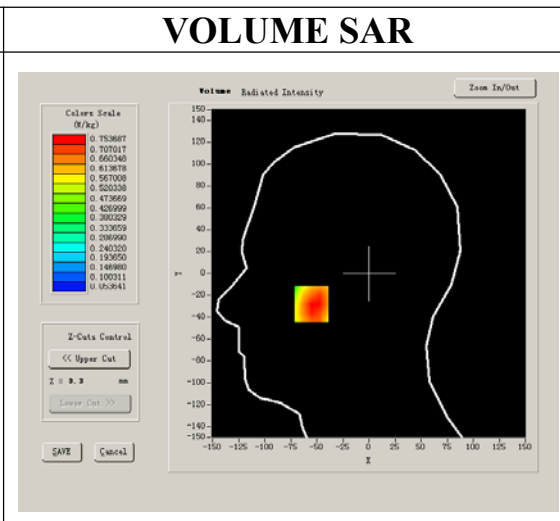 VOLUME SAR
Volume Radiated Intensity
Zoom In/Out
Colors Scale
(W/kg)
0.753687
0.707017
0.660348
0.613678
0.567008
0.520338
0.473669
0.426999
0.380329
0.333659
0.286990
0.240320
0.193650
0.146980
0.100311
0.053641
150
140
120
100
80
60
40
20
0
-20
-40
-60
-80
-100
-120
-140
-150
Y
-150 -125 -100 -75 -50 -25 0 25 50 75 100 125 150
X
Z-Cuts Control
<< Upper Cut
Z = 9.9 mm
Lower Cut >>
SAVE
Cancel